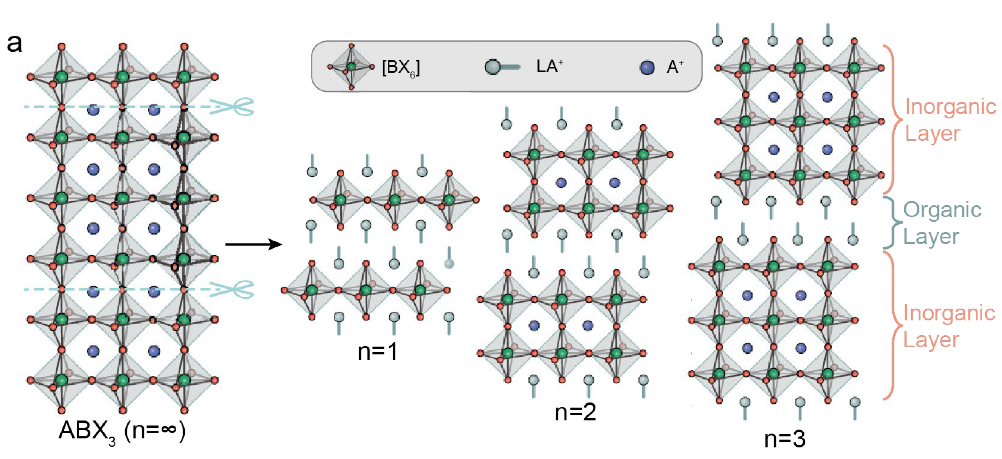 a
[BX₆] LA⁺ A⁺
Inorganic
Layer
Organic
Layer
Inorganic
Layer
n=1
n=2
n=3
ABX₃ (n=∞)